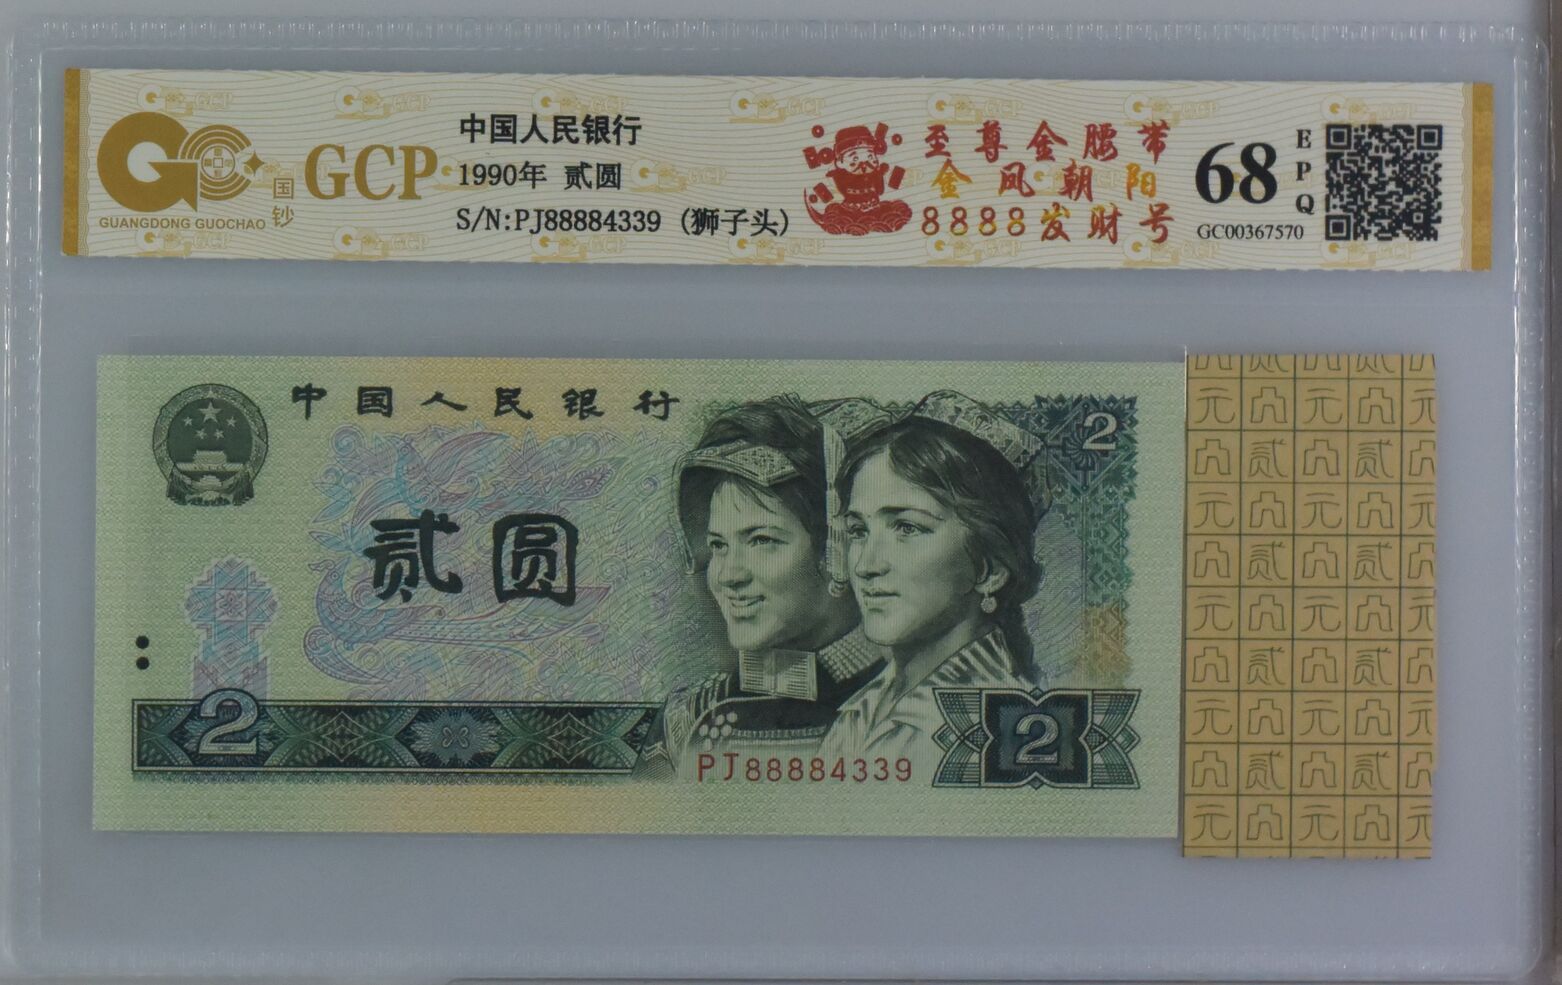 GCP
GUANGDONG GUOCHAO
国钞
中国人民银行
1990年 贰圆
S/N:PJ88884339 (狮子头)
至尊金腰带
金凤朝阳
8888发财号
68
EPQ
GC00367570
中国人民银行
2
贰圆
2
2
PJ88884339